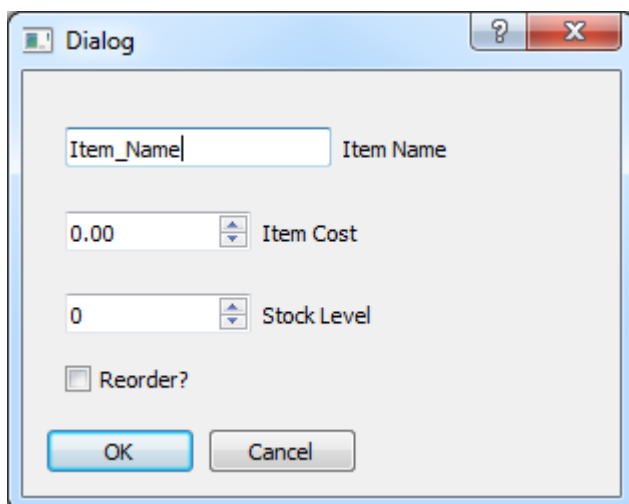 Dialog
Item_Name Item Name
0.00 Item Cost
0 Stock Level
Reorder?
OK Cancel